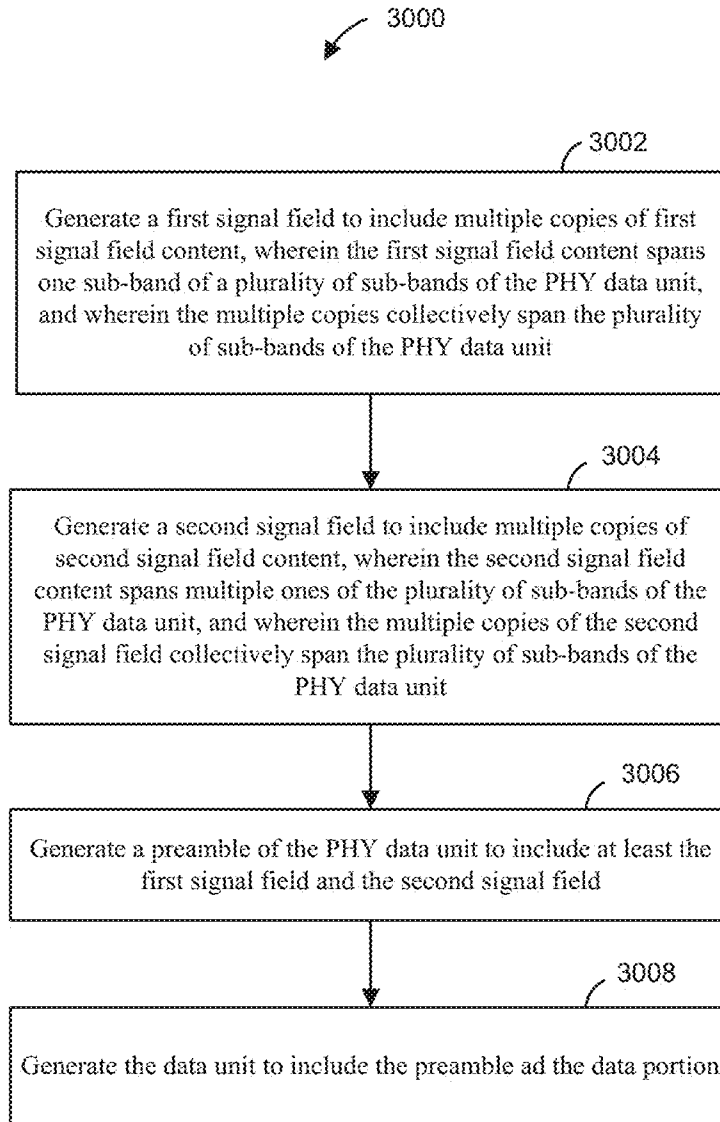 3000
3002
Generate a first signal field to include multiple copies of first
signal field content, wherein the first signal field content spans
one sub-band of a plurality of sub-bands of the PHY data unit,
and wherein the multiple copies collectively span the plurality
of sub-bands of the PHY data unit
3004
Generate a second signal field to include multiple copies of
second signal field content, wherein the second signal field
content spans multiple ones of the plurality of sub-bands of the
PHY data unit, and wherein the multiple copies of the second
signal field collectively span the plurality of sub-bands of the
PHY data unit
3006
Generate a preamble of the PHY data unit to include at least the
first signal field and the second signal field
3008
Generate the data unit to include the preamble ad the data portion